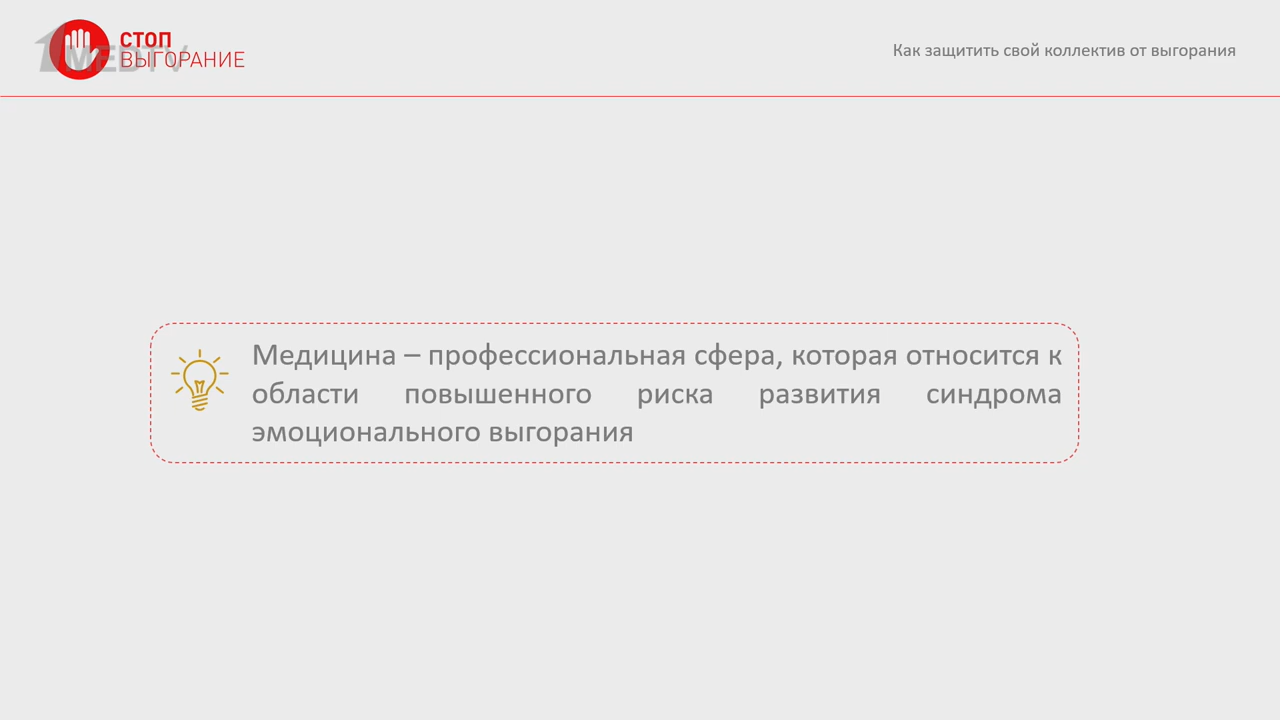 СТОП
ВЫГОРАНИЕ
1MEDTV
Как защитить свой коллектив от выгорания
Медицина – профессиональная сфера, которая относится к
области повышенного риска развития синдрома
эмоционального выгорания